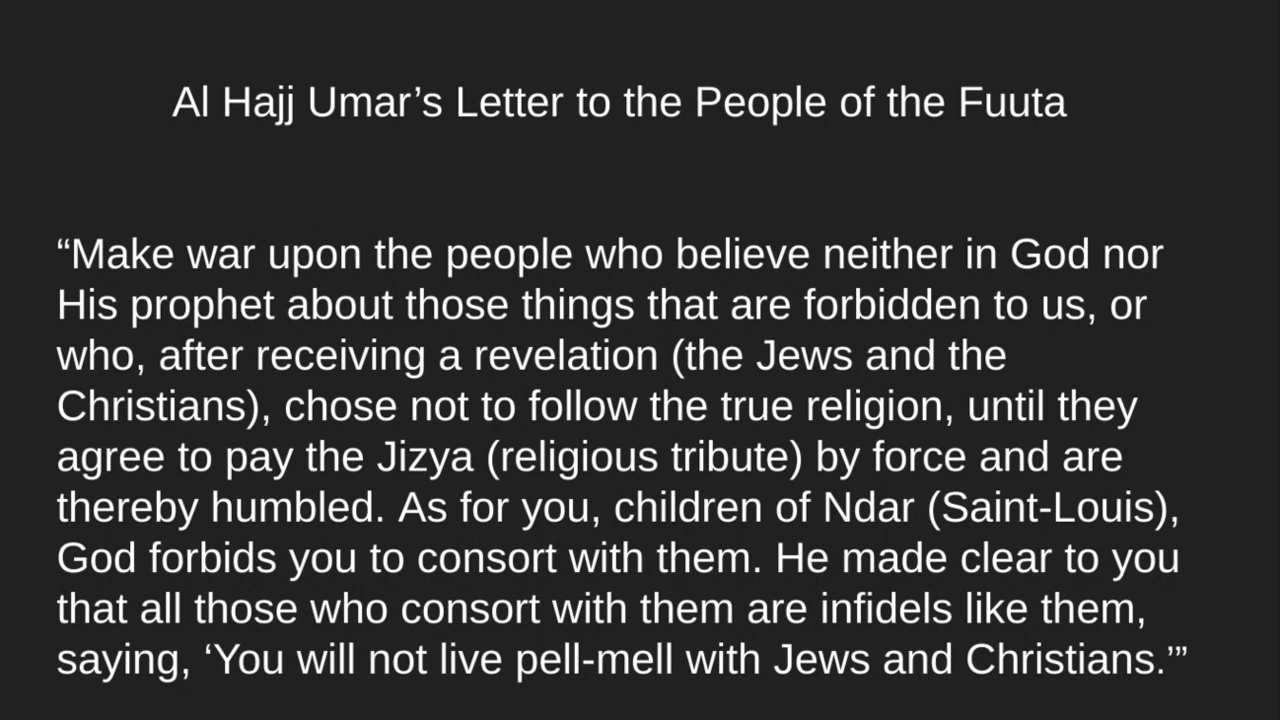 Al Hajj Umar’s Letter to the People of the Fuuta
“Make war upon the people who believe neither in God nor
His prophet about those things that are forbidden to us, or
who, after receiving a revelation (the Jews and the
Christians), chose not to follow the true religion, until they
agree to pay the Jizya (religious tribute) by force and are
thereby humbled. As for you, children of Ndar (Saint-Louis),
God forbids you to consort with them. He made clear to you
that all those who consort with them are infidels like them,
saying, ‘You will not live pell-mell with Jews and Christians.’”